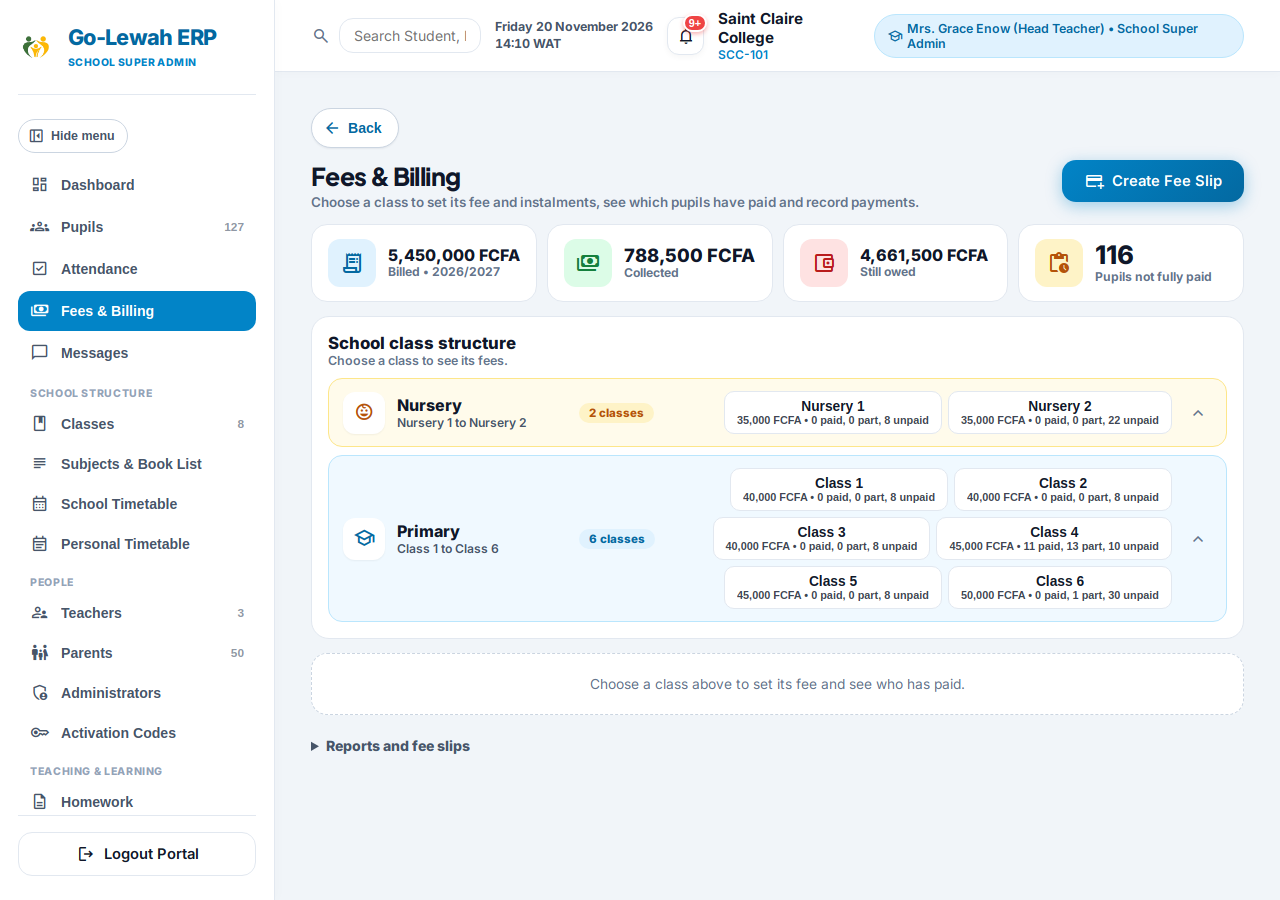 Go-Lewah ERP
SCHOOL SUPER ADMIN
Hide menu
Dashboard
Pupils 127
Attendance
Fees & Billing
Messages
SCHOOL STRUCTURE
Classes 8
Subjects & Book List
School Timetable
Personal Timetable
PEOPLE
Teachers 3
Parents 50
Administrators
Activation Codes
TEACHING & LEARNING
Homework
Logout Portal
Search Student, I
Friday 20 November 2026
14:10 WAT
9+
Saint Claire
College
SCC-101
Mrs. Grace Enow (Head Teacher) • School Super
Admin
Back
Fees & Billing
Choose a class to set its fee and instalments, see which pupils have paid and record payments.
Create Fee Slip
5,450,000 FCFA
Billed • 2026/2027
788,500 FCFA
Collected
4,661,500 FCFA
Still owed
116
Pupils not fully paid
School class structure
Choose a class to see its fees.
Nursery
Nursery 1 to Nursery 2
2 classes
Nursery 1
35,000 FCFA • 0 paid, 0 part, 8 unpaid
Nursery 2
35,000 FCFA • 0 paid, 0 part, 22 unpaid
Primary
Class 1 to Class 6
6 classes
Class 1
40,000 FCFA • 0 paid, 0 part, 8 unpaid
Class 2
40,000 FCFA • 0 paid, 0 part, 8 unpaid
Class 3
40,000 FCFA • 0 paid, 0 part, 8 unpaid
Class 4
45,000 FCFA • 11 paid, 13 part, 10 unpaid
Class 5
45,000 FCFA • 0 paid, 0 part, 8 unpaid
Class 6
50,000 FCFA • 0 paid, 1 part, 30 unpaid
Choose a class above to set its fee and see who has paid.
Reports and fee slips